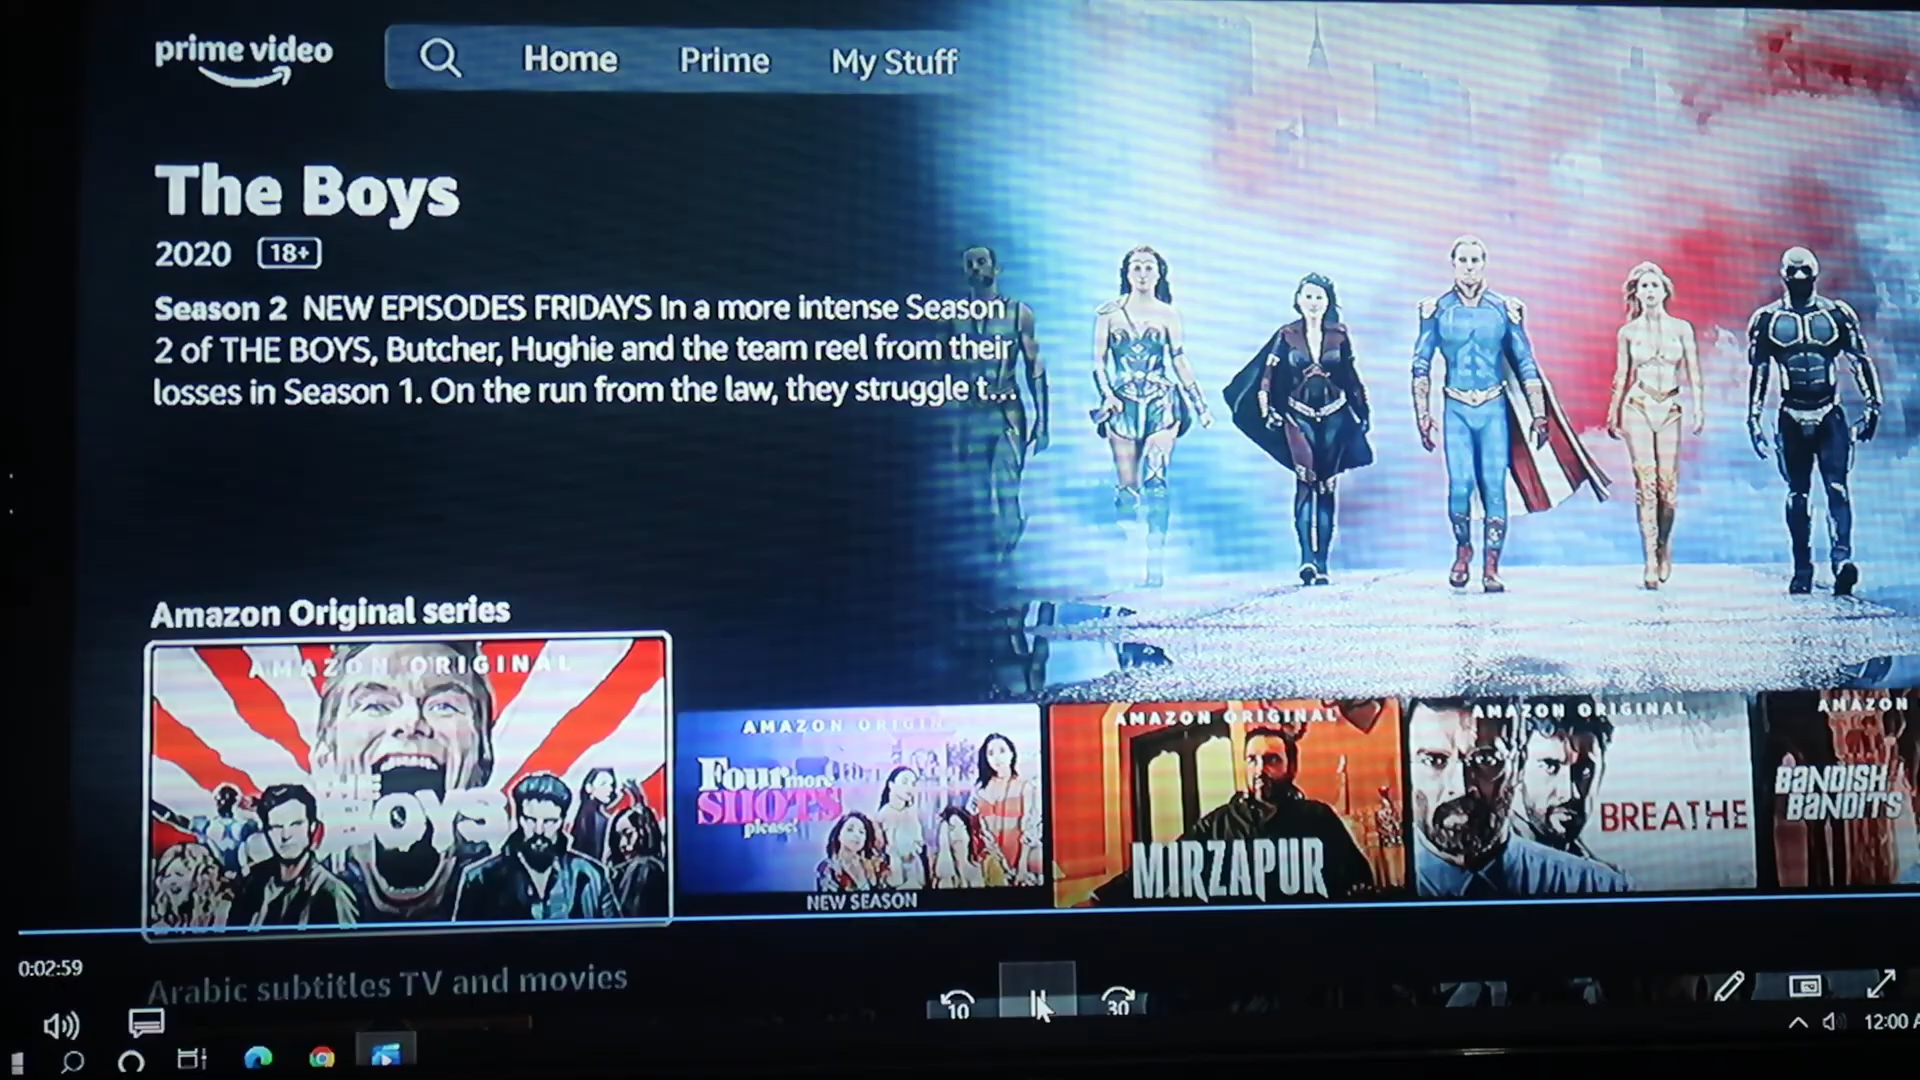 prime video
Home
Prime
My Stuff
The Boys
2020 18+
Season 2 NEW EPISODES FRIDAYS In a more intense Season
2 of THE BOYS, Butcher, Hughie and the team reel from their
losses in Season 1. On the run from the law, they struggle t...
Amazon Original series
AMAZON ORIGINAL
THE
BOYS
AMAZON ORIGIN
Four more
SHOTS
please!
NEW SEASON
AMAZON ORIGINAL
MIRZAPUR
AMAZON ORIGINAL
BREATHE
AMAZON
BANDISH
BANDITS
0:02:59
Arabic subtitles TV and movies
10
30
12:00 A